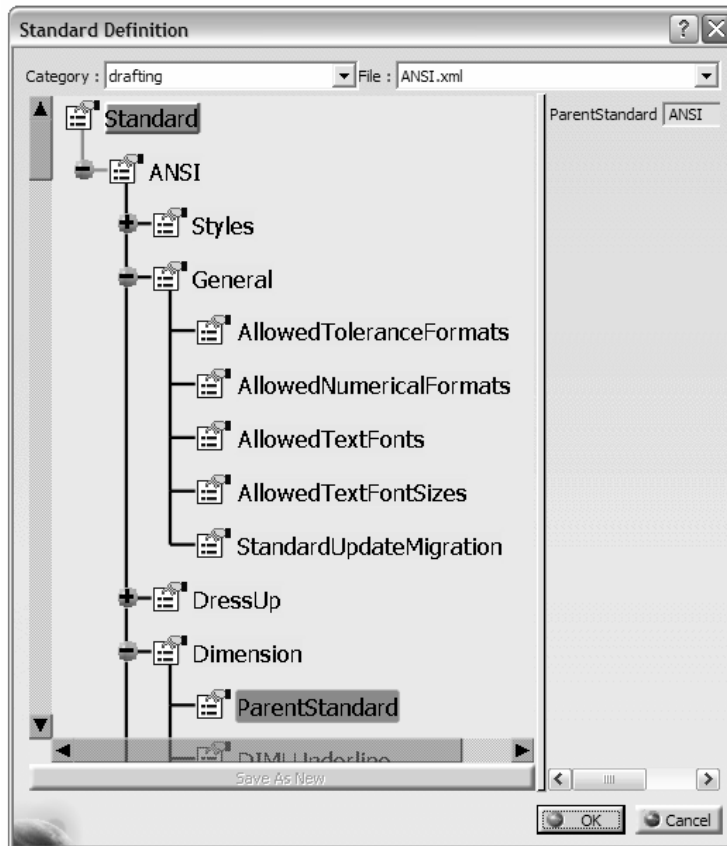 Standard Definition
?
Category : drafting File : ANSI.xml
Standard
ParentStandard ANSI
ANSI
Styles
General
AllowedToleranceFormats
AllowedNumericalFormats
AllowedTextFonts
AllowedTextFontSizes
StandardUpdateMigration
DressUp
Dimension
ParentStandard
DIMLUnderline
Save As New
OK Cancel